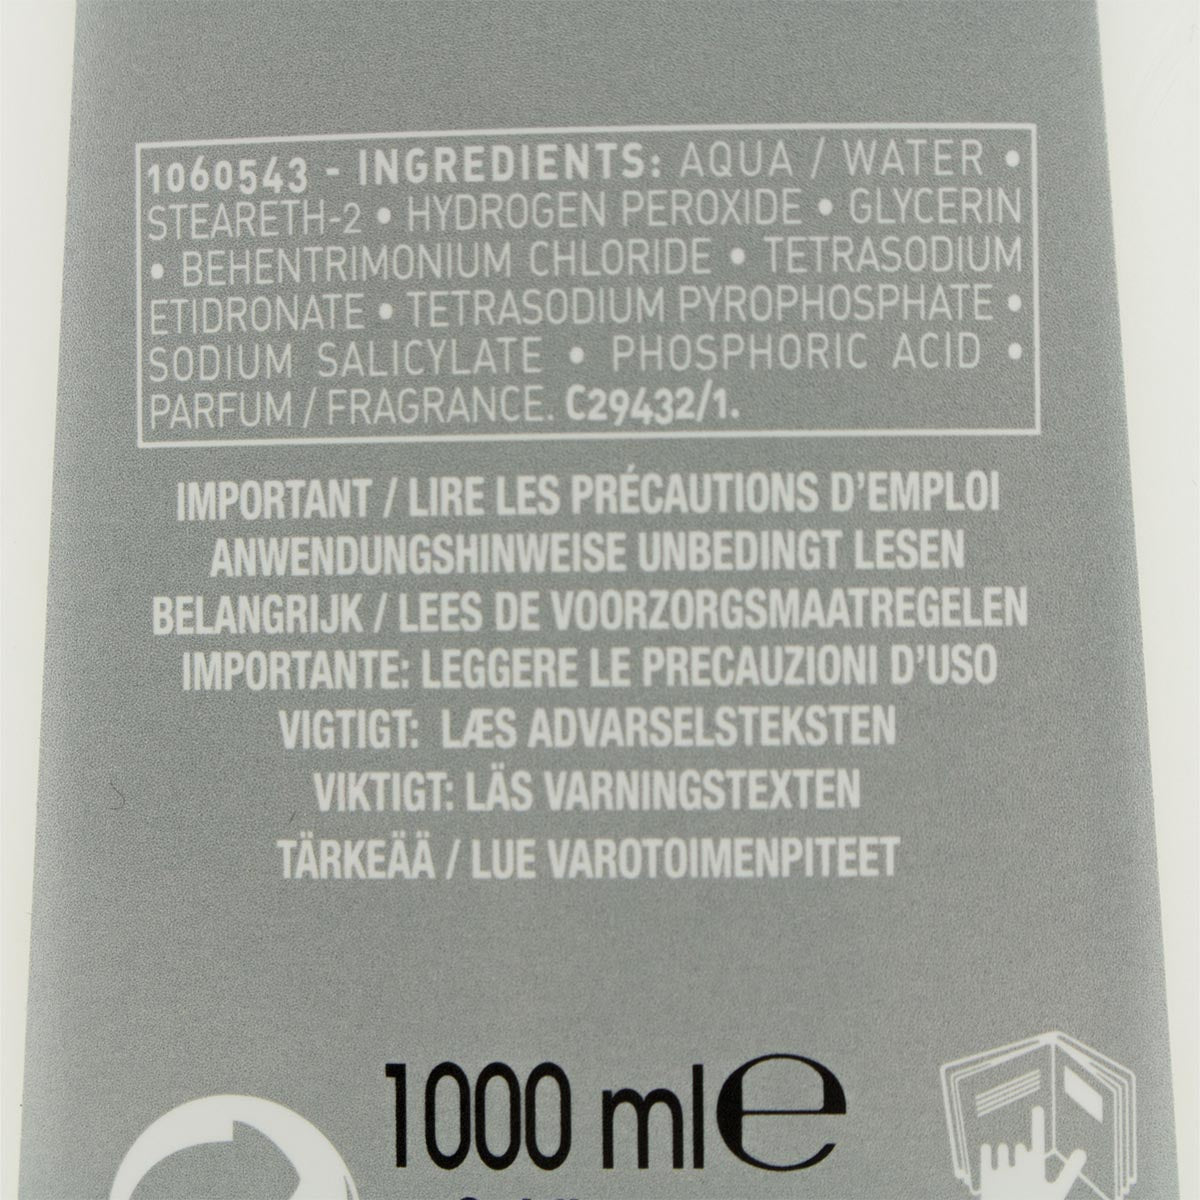 1060543 - INGREDIENTS: AQUA / WATER •
STEARETH-2 • HYDROGEN PEROXIDE • GLYCERIN
• BEHENTRIMONIUM CHLORIDE • TETRASODIUM
ETIDRONATE • TETRASODIUM PYROPHOSPHATE •
SODIUM SALICYLATE • PHOSPHORIC ACID •
PARFUM / FRAGRANCE. C29432/1.
IMPORTANT / LIRE LES PRÉCAUTIONS D'EMPLOI
ANWENDUNGSHINWEISE UNBEDINGT LESEN
BELANGRIJK / LEES DE VOORZORGSMAATREGELEN
IMPORTANTE: LEGGERE LE PRECAUZIONI D'USO
VIGTIGT: LÆS ADVARSELSTEKSTEN
VIKTIGT: LÄS VARNINGSTEXTEN
TÄRKEÄÄ / LUE VAROTOIMENPITEET
1000 ml e